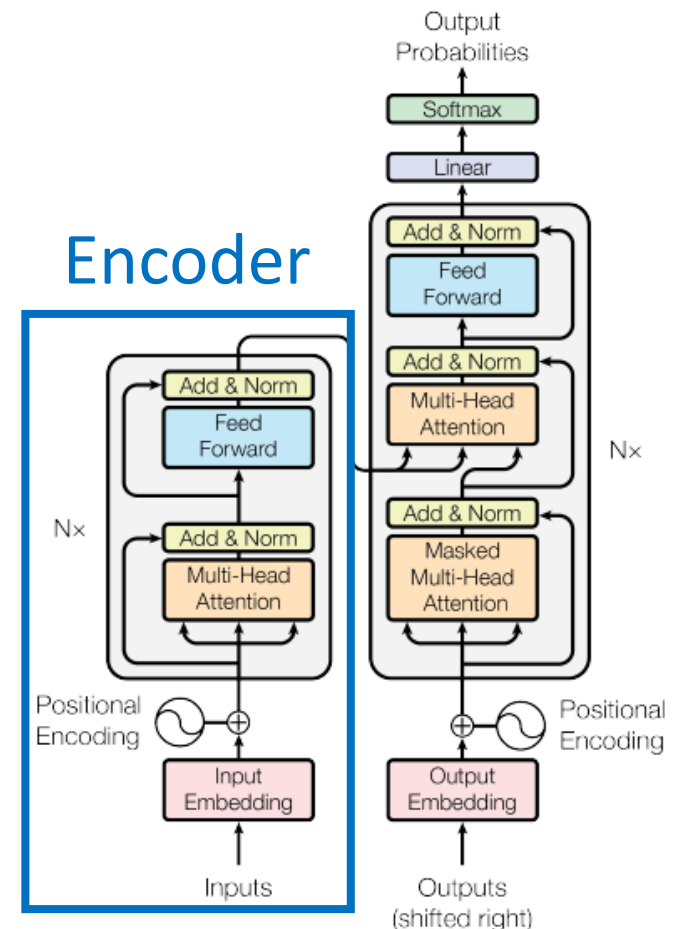 Output
Probabilities
Softmax
Linear
Add & Norm
Feed
Forward
Add & Norm
Multi-Head
Attention
Nx
Add & Norm
Masked
Multi-Head
Attention
Positional
Encoding
Output
Embedding
Outputs
(shifted right)
Encoder
Add & Norm
Feed
Forward
Nx
Add & Norm
Multi-Head
Attention
Positional
Encoding
Input
Embedding
Inputs